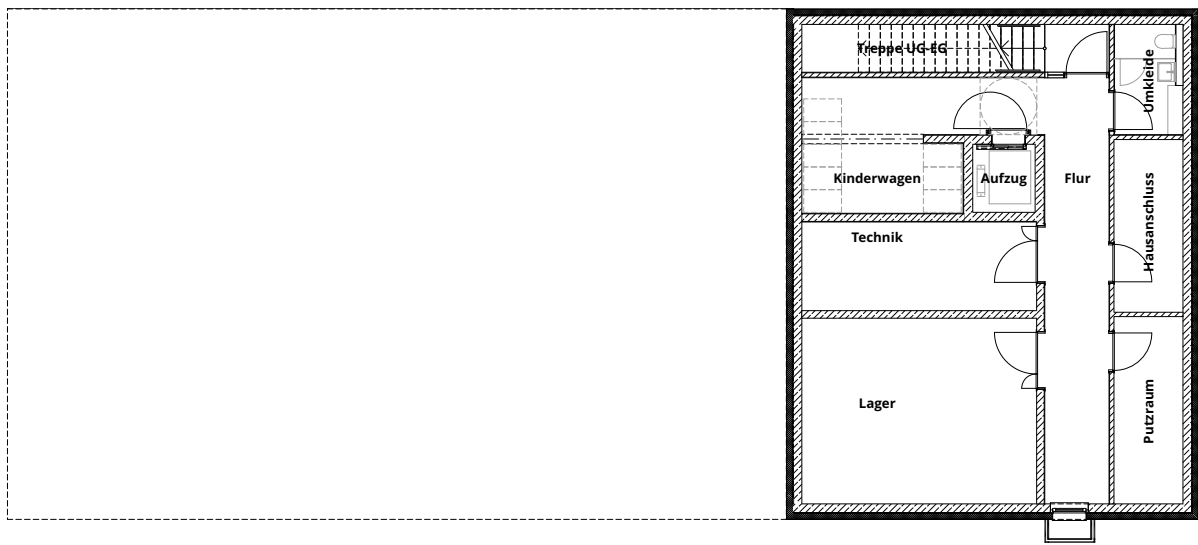 Treppe UG-EG
Umkleide
Kinderwagen
Aufzug
Flur
Hausanschluss
Technik
Lager
Putzraum